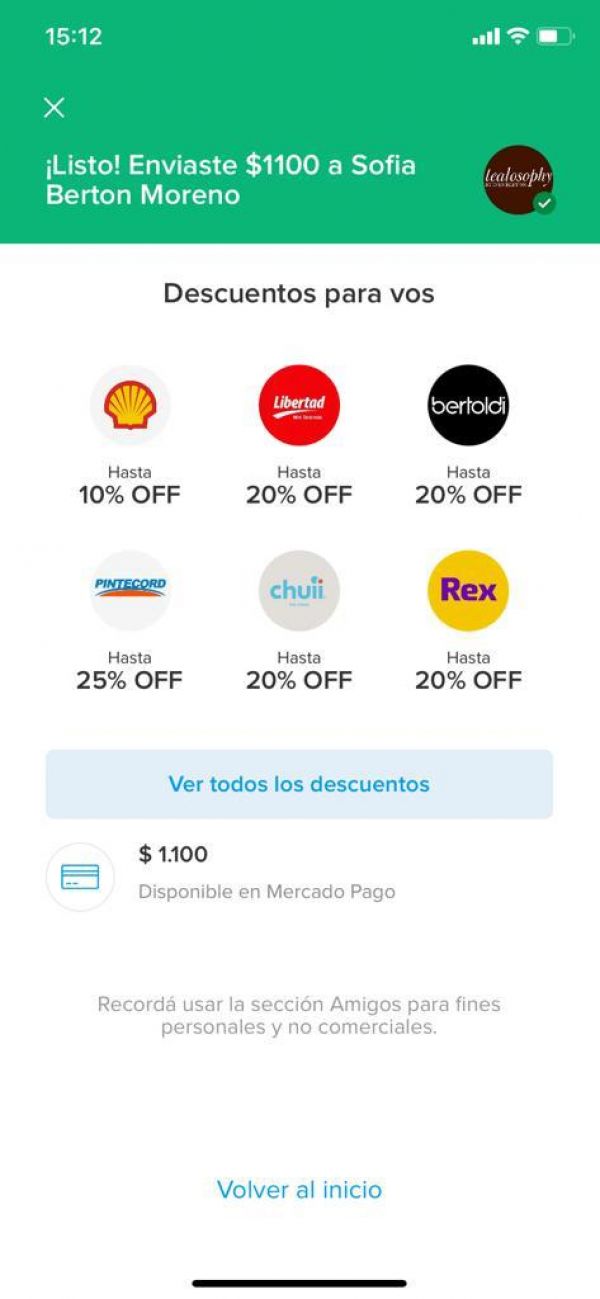 15:12
¡Listo! Enviaste $1100 a Sofia
Berton Moreno
lealosophy
Descuentos para vos
Libertad
bertoldi
Hasta
Hasta
Hasta
10% OFF
20% OFF
20% OFF
PINTECORD
chuii
Rex
Hasta
Hasta
Hasta
25% OFF
20% OFF
20% OFF
Ver todos los descuentos
$ 1.100
Disponible en Mercado Pago
Recordá usar la sección Amigos para fines
personales y no comerciales.
Volver al inicio